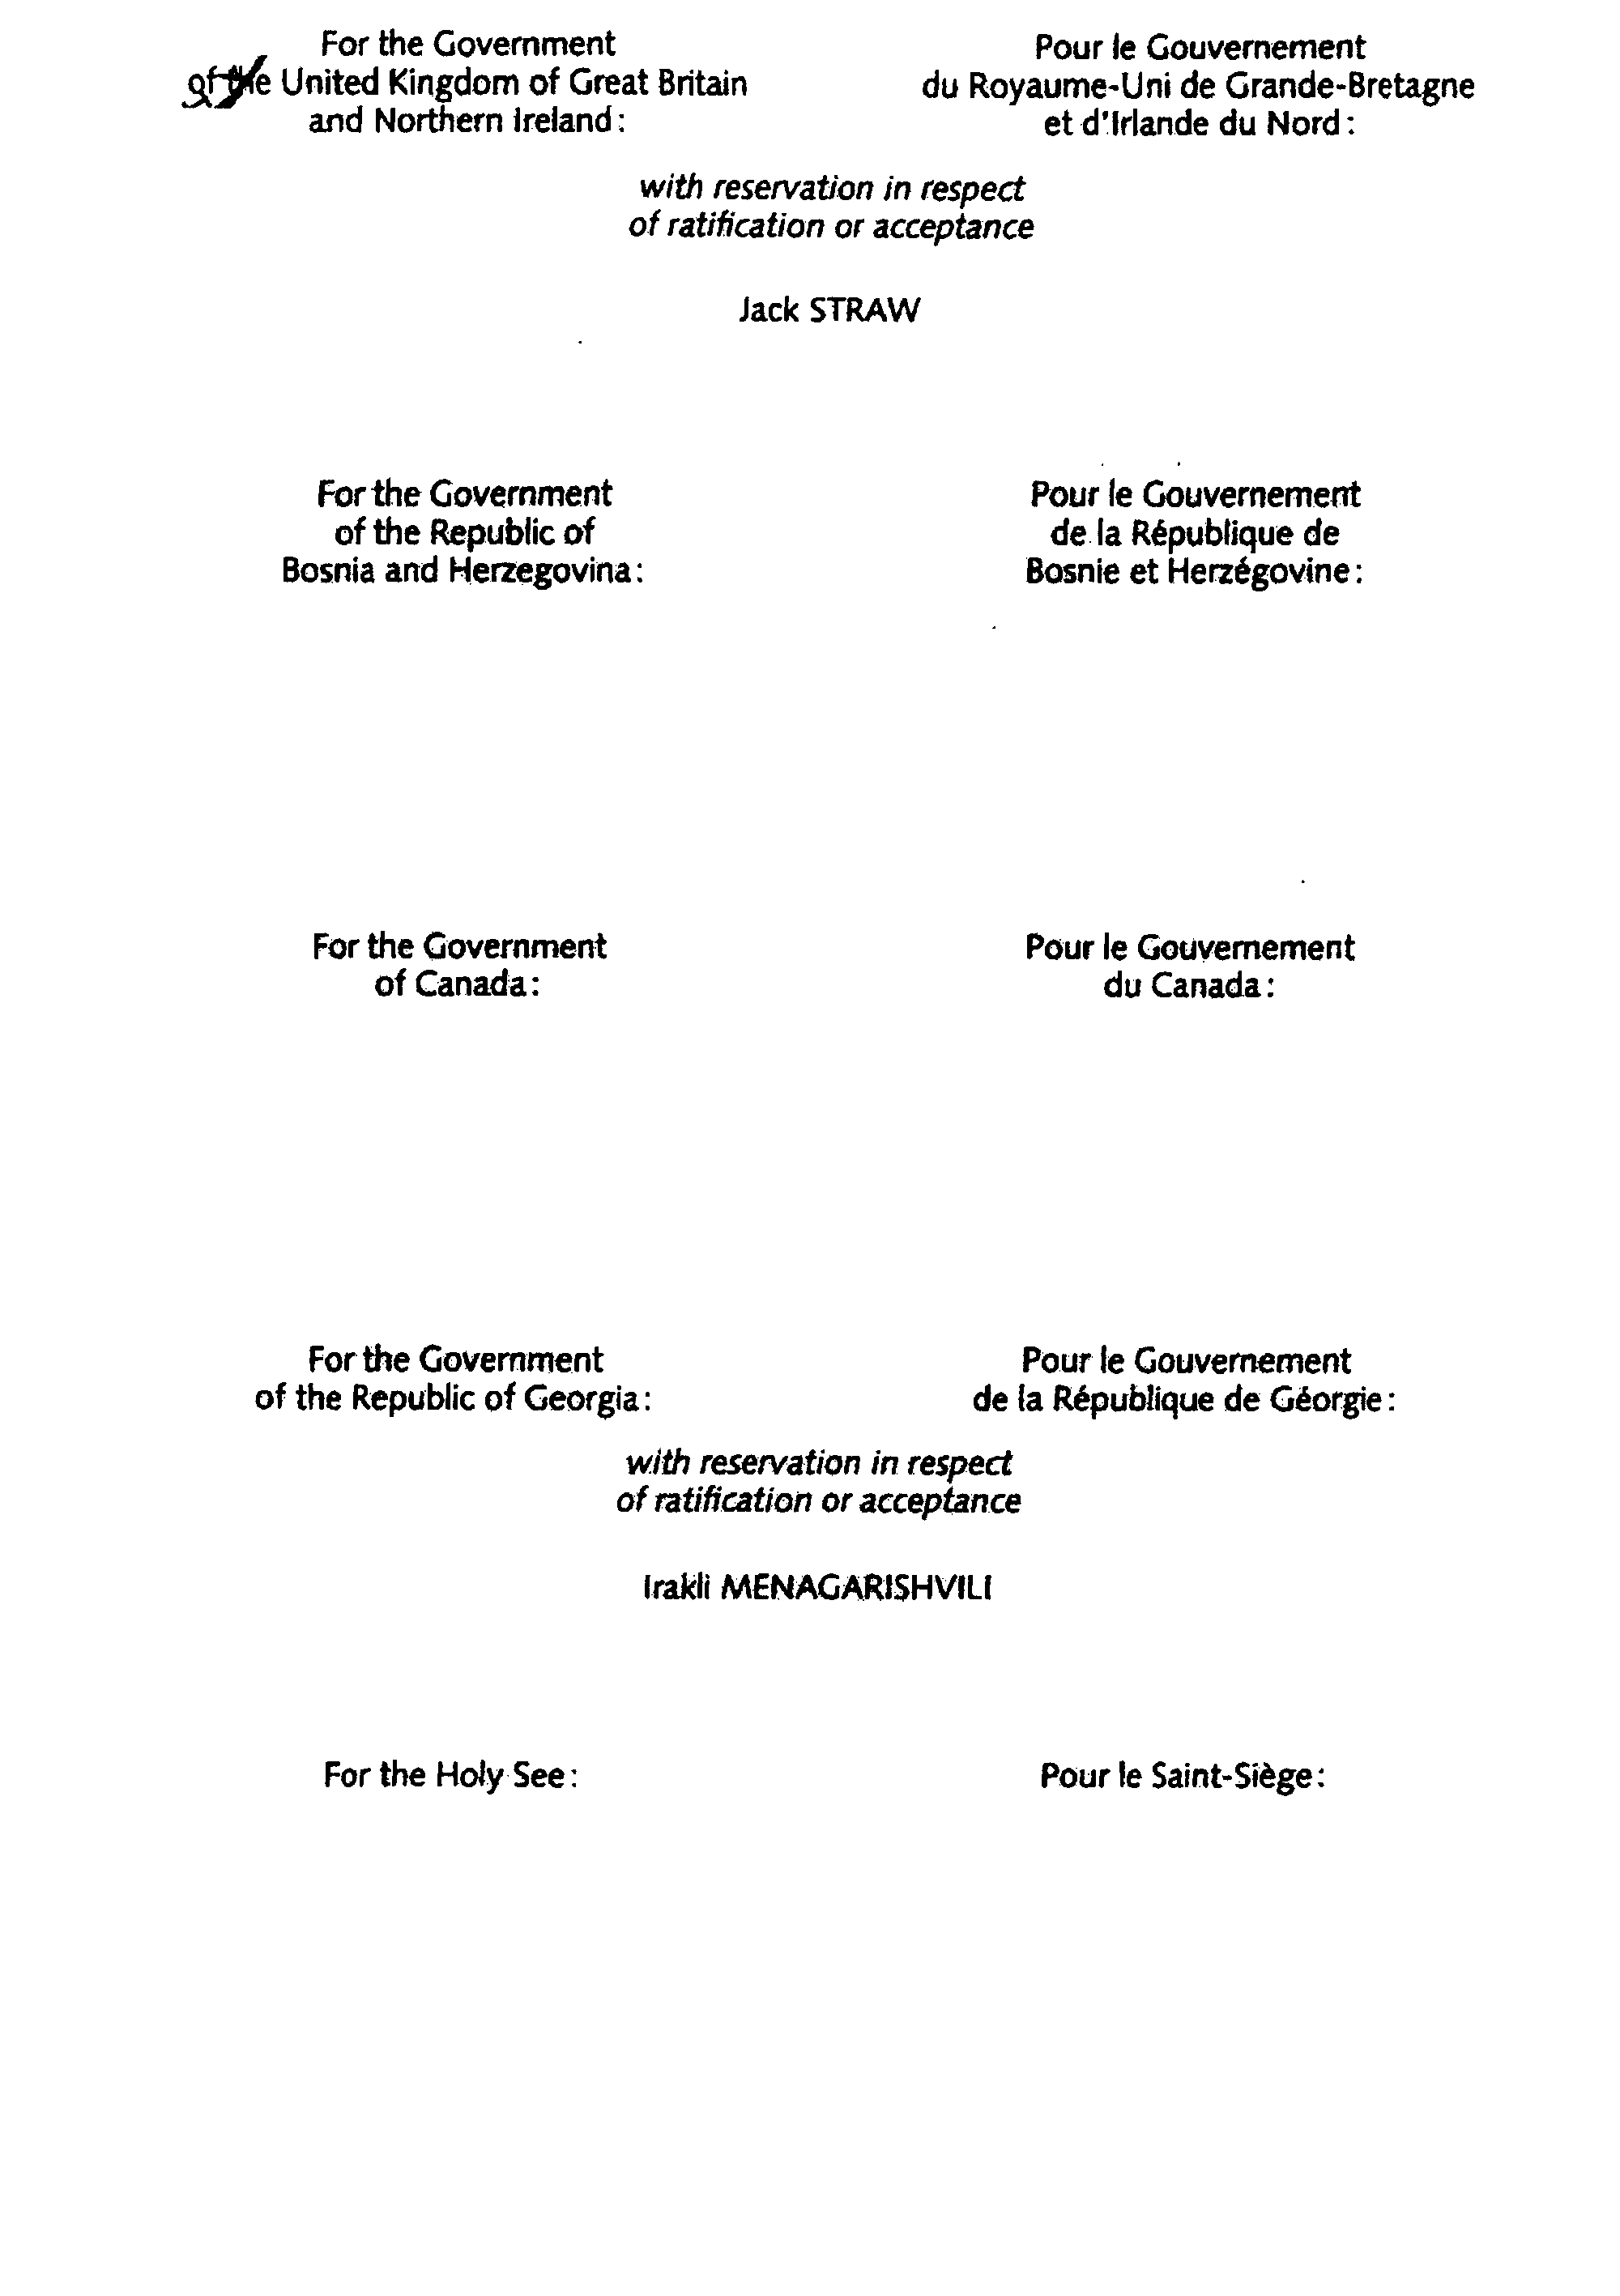 For the Government
of the United Kingdom of Great Britain
and Northern Ireland:
Pour le Gouvernement
du Royaume-Uni de Grande-Bretagne
et d'Irlande du Nord:
with reservation in respect
of ratification or acceptance
Jack STRAW
For the Government
of the Republic of
Bosnia and Herzegovina:
Pour le Gouvernement
de la République de
Bosnie et Herzégovine:
For the Government
of Canada:
Pour le Gouvernement
du Canada:
For the Government
of the Republic of Georgia:
Pour le Gouvernement
de la République de Géorgie:
with reservation in respect
of ratification or acceptance
Irakli MENAGARISHVILI
For the Holy See:
Pour le Saint-Siège: